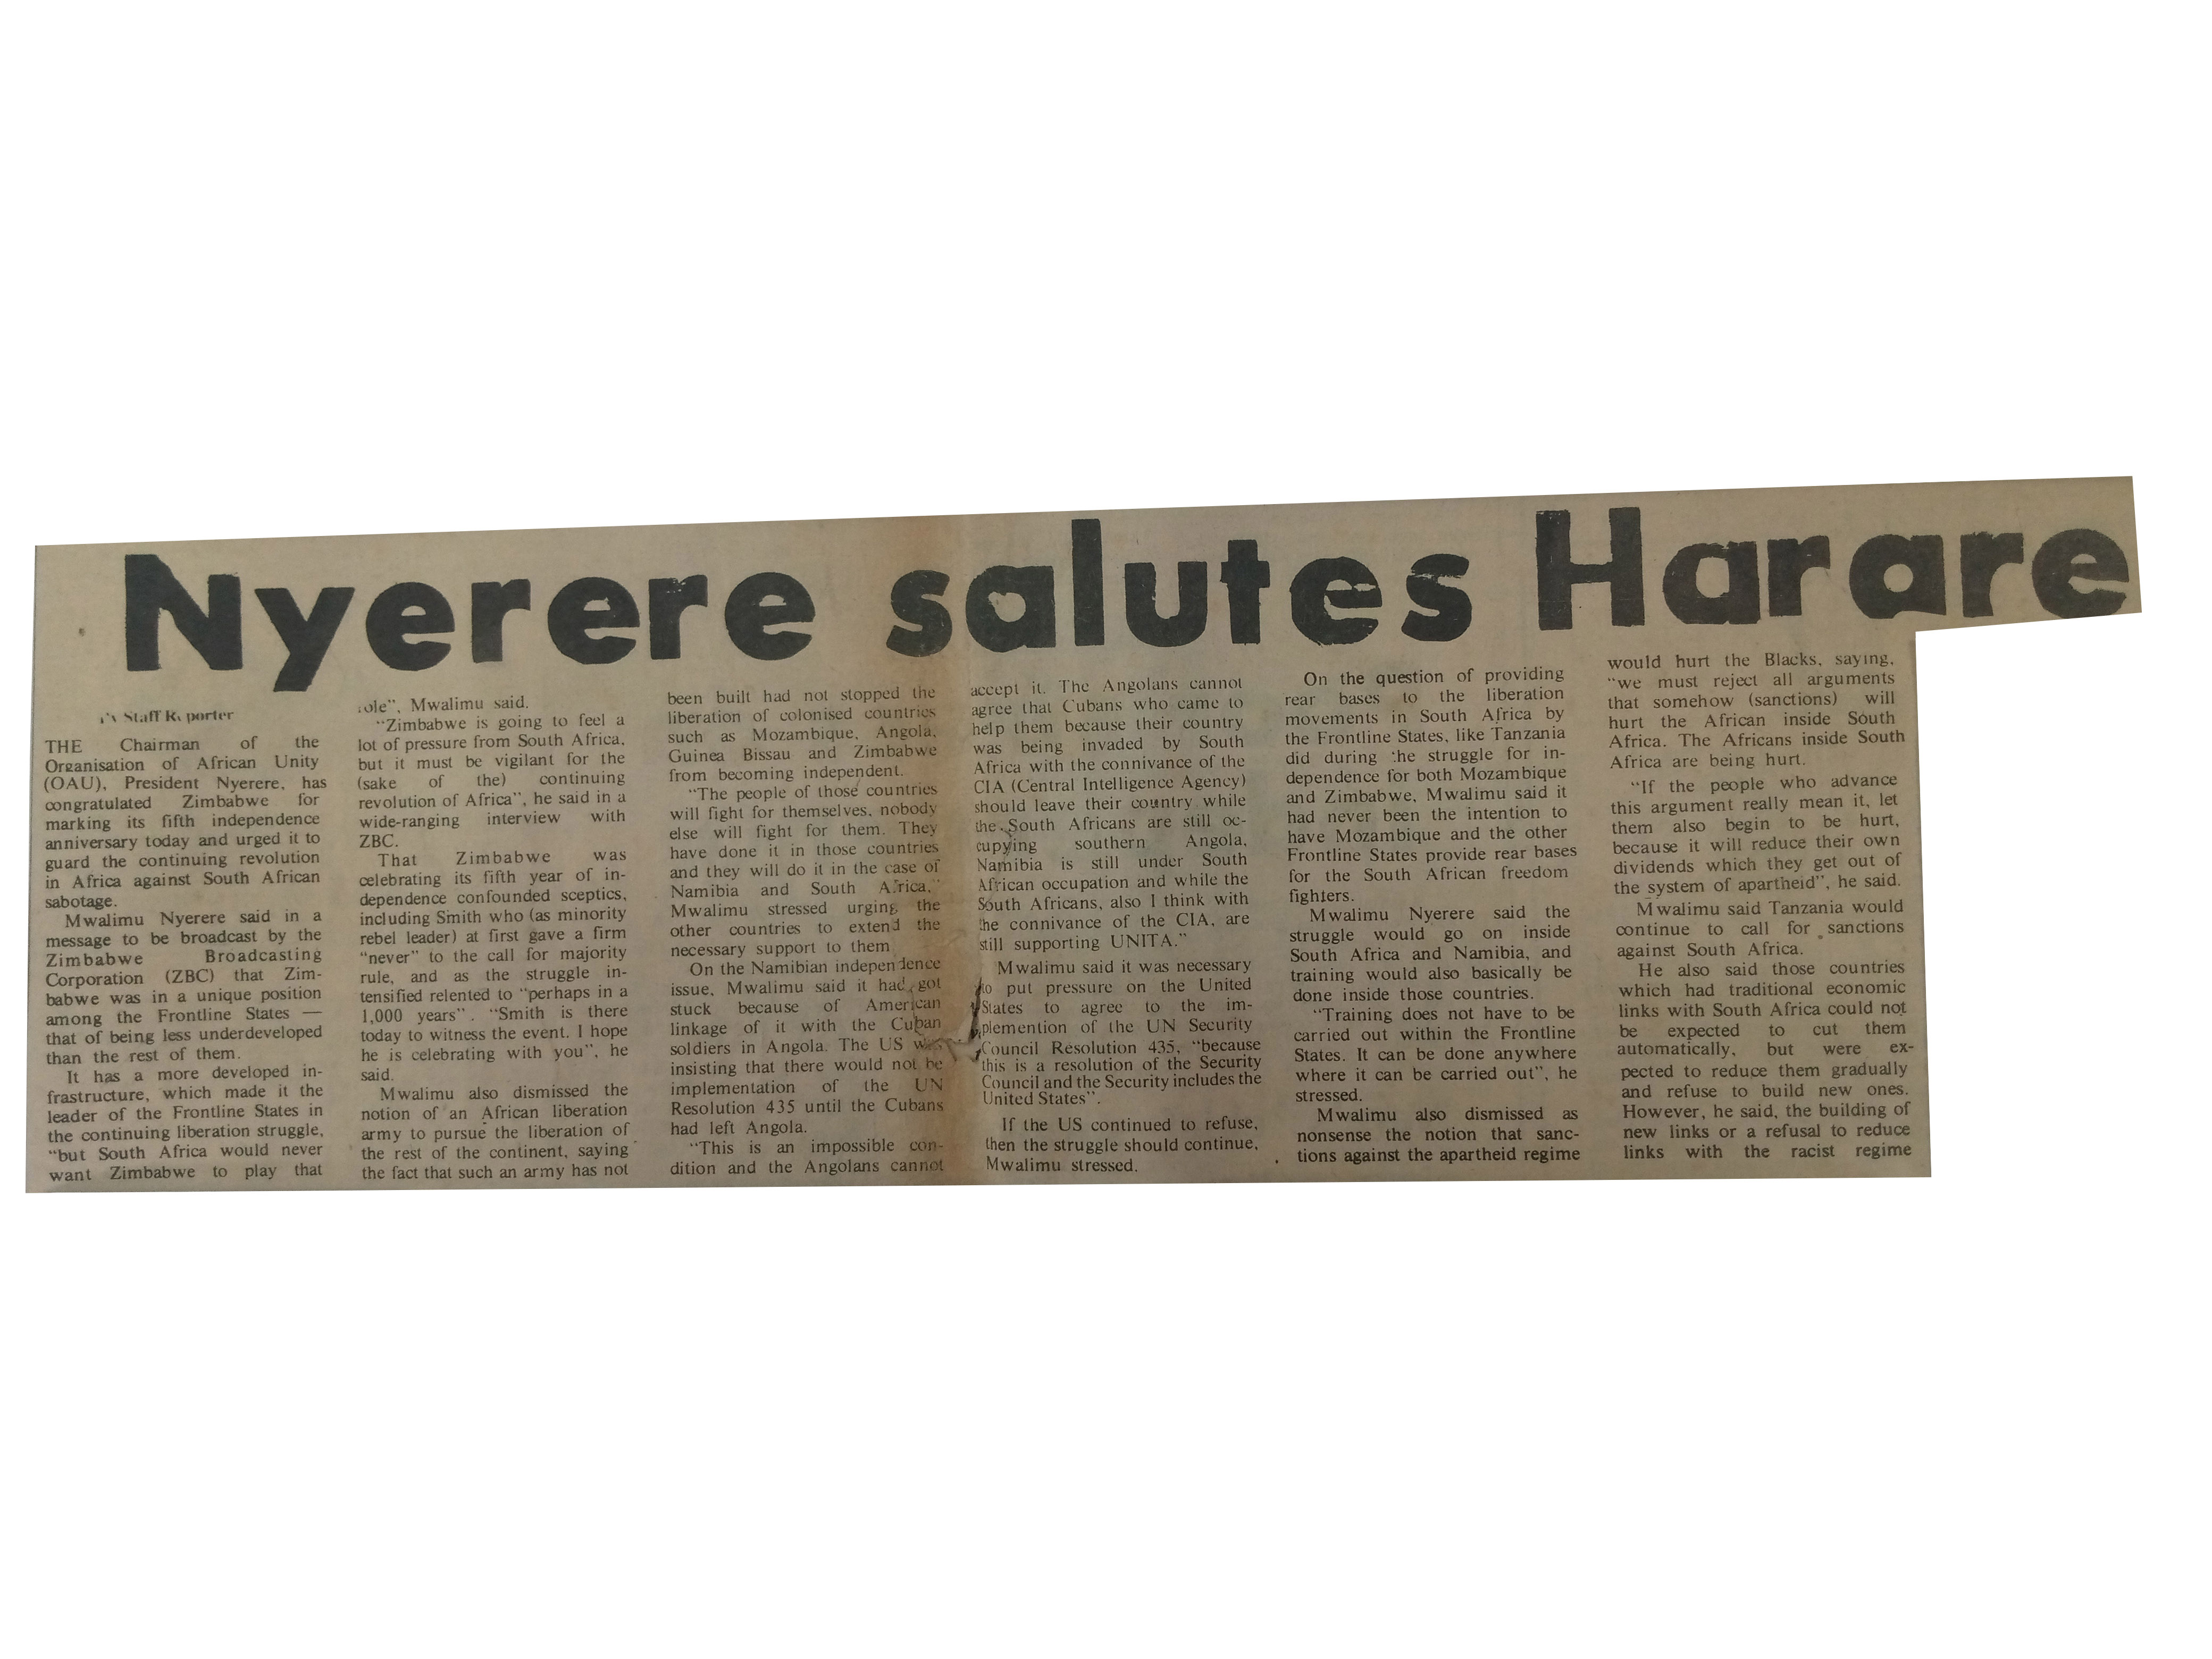 Nyerere salutes Harare
Staff Reporter
THE Chairman of the
Organisation of African Unity
(OAU), President Nyerere, has
congratulated Zimbabwe for
marking its fifth independence
anniversary today and urged it to
guard the continuing revolution
in Africa against South African
sabotage.
Mwalimu Nyerere said in a
message to be broadcast by the
Zimbabwe Broadcasting
Corporation (ZBC) that Zim-
babwe was in a unique position
among the Frontline States —
that of being less underdeveloped
than the rest of them.
It has a more developed in-
frastructure, which made it the
leader of the Frontline States in
the continuing liberation struggle,
"but South Africa would never
want Zimbabwe to play that
role", Mwalimu said.
"Zimbabwe is going to feel a
lot of pressure from South Africa,
but it must be vigilant for the
(sake of the) continuing
revolution of Africa", he said in a
wide-ranging interview with
ZBC.
That Zimbabwe was
celebrating its fifth year of in-
dependence confounded sceptics,
including Smith who (as minority
rebel leader) at first gave a firm
"never" to the call for majority
rule, and as the struggle in-
tensified relented to "perhaps in a
1,000 years". "Smith is there
today to witness the event. I hope
he is celebrating with you", he
said.
Mwalimu also dismissed the
notion of an African liberation
army to pursue the liberation of
the rest of the continent, saying
the fact that such an army has not
been built had not stopped the
liberation of colonised countries
such as Mozambique, Angola,
Guinea Bissau and Zimbabwe
from becoming independent.
"The people of those countries
will fight for themselves, nobody
else will fight for them. They
have done it in those countries
and they will do it in the case of
Namibia and South Africa,"
Mwalimu stressed urging the
other countries to extend the
necessary support to them
On the Namibian independence
issue, Mwalimu said it had got
stuck because of American
linkage of it with the Cuban
soldiers in Angola. The US was
insisting that there would not be
implementation of the UN
Resolution 435 until the Cubans
had left Angola.
"This is an impossible con-
dition and the Angolans cannot
accept it. The Angolans cannot
agree that Cubans who came to
help them because their country
was being invaded by South
Africa with the connivance of the
CIA (Central Intelligence Agency)
should leave their country while
the South Africans are still oc-
cupying southern Angola,
Namibia is still under South
African occupation and while the
South Africans, also I think with
the connivance of the CIA, are
still supporting UNITA."
Mwalimu said it was necessary
to put pressure on the United
States to agree to the im-
plemention of the UN Security
Council Resolution 435, "because
this is a resolution of the Security
Council and the Security includes the
United States".
If the US continued to refuse,
then the struggle should continue,
Mwalimu stressed.
On the question of providing
rear bases to the liberation
movements in South Africa by
the Frontline States, like Tanzania
did during the struggle for in-
dependence for both Mozambique
and Zimbabwe, Mwalimu said it
had never been the intention to
have Mozambique and the other
Frontline States provide rear bases
for the South African freedom
fighters.
Mwalimu Nyerere said the
struggle would go on inside
South Africa and Namibia, and
training would also basically be
done inside those countries.
"Training does not have to be
carried out within the Frontline
States. It can be done anywhere
where it can be carried out", he
stressed.
Mwalimu also dismissed as
nonsense the notion that sanc-
tions against the apartheid regime
would hurt the Blacks, saying,
"we must reject all arguments
that somehow (sanctions) will
hurt the African inside South
Africa. The Africans inside South
Africa are being hurt.
"If the people who advance
this argument really mean it, let
them also begin to be hurt,
because it will reduce their own
dividends which they get out of
the system of apartheid", he said.
Mwalimu said Tanzania would
continue to call for sanctions
against South Africa.
He also said those countries
which had traditional economic
links with South Africa could not
be expected to cut them
automatically, but were ex-
pected to reduce them gradually
and refuse to build new ones.
However, he said, the building of
new links or a refusal to reduce
links with the racist regime